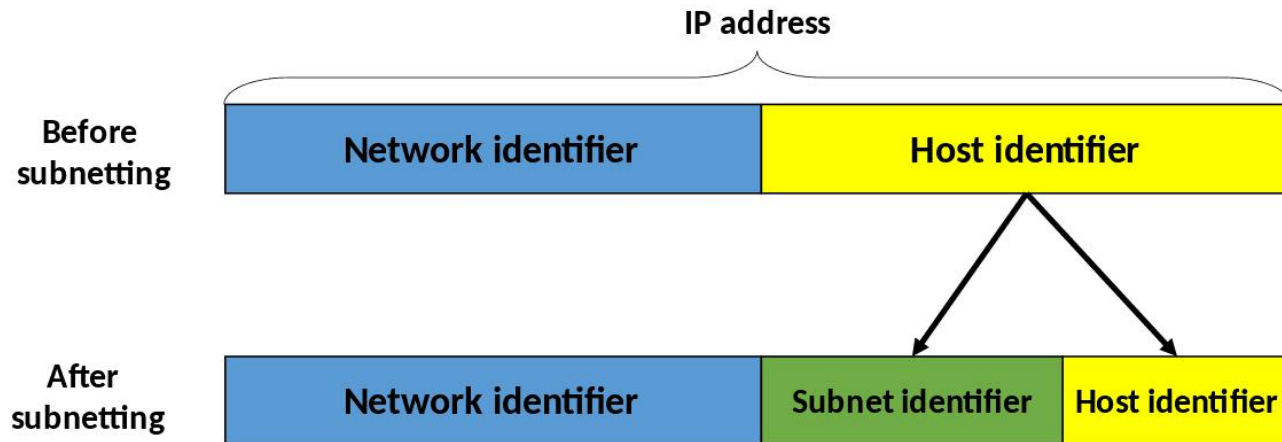 IP address
Before
subnetting
Network identifier
Host identifier
After
subnetting
Network identifier
Subnet identifier
Host identifier